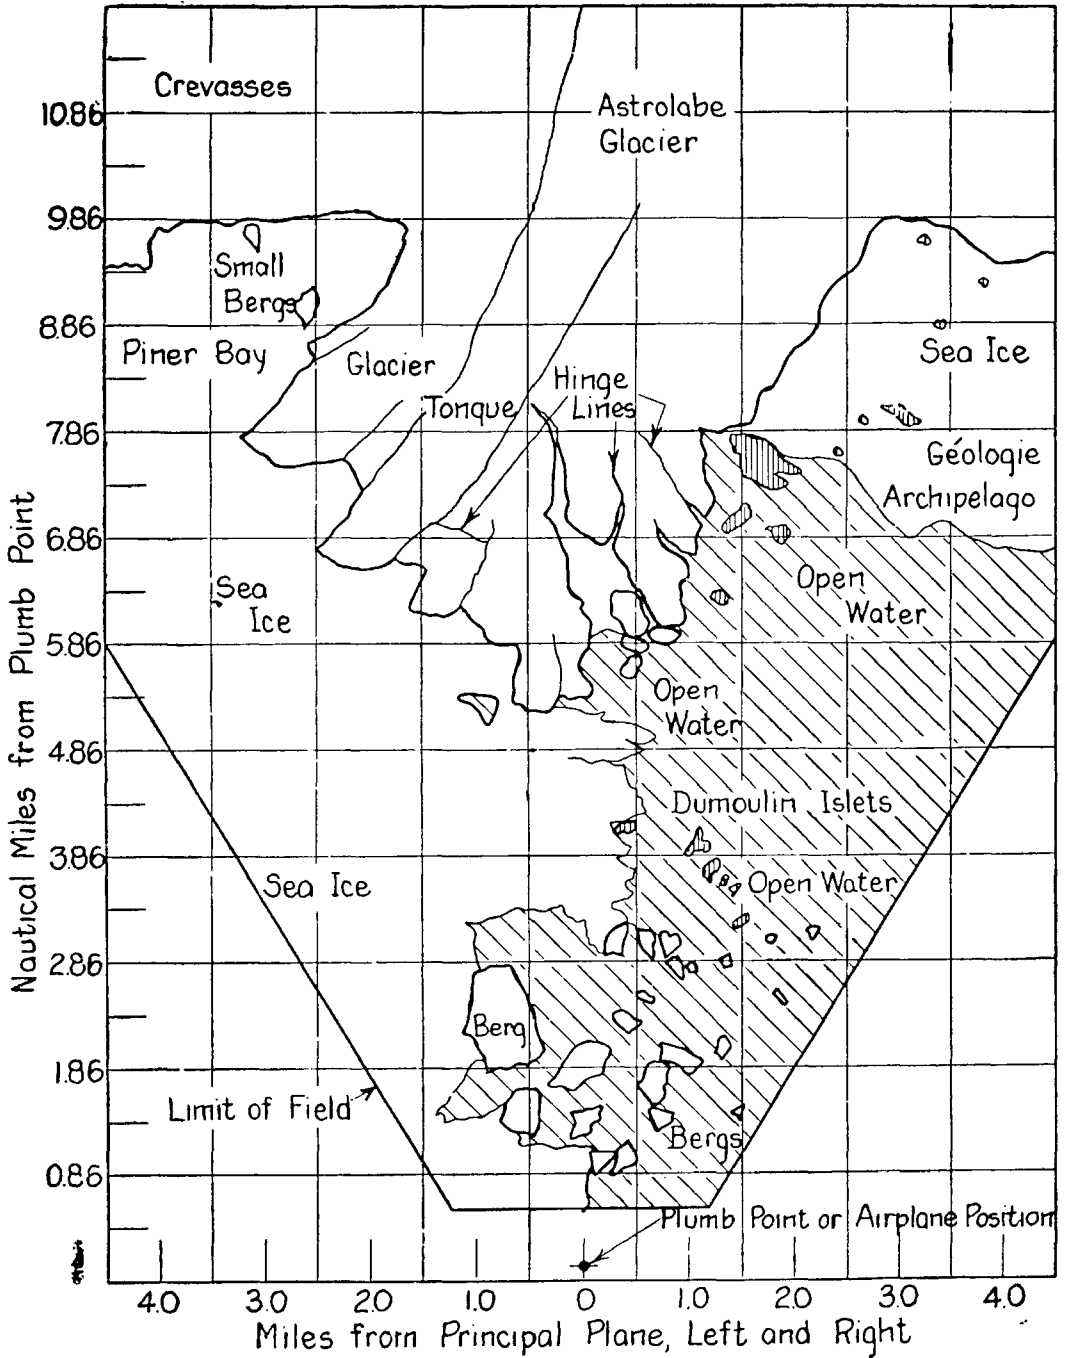 Crevasses
10.86
Astrolabe
Glacier
9.86
Small
Bergs
8.86
Piner Bay
Glacier
Sea Ice
Hinge
Lines
Tonque
7.86
Géologie
Archipelago
6.86
Open
Water
Sea
Ice
5.86
Open
Water
4.86
Dumoulin Islets
3.86
Sea Ice
Open Water
2.86
Berg
1.86
Limit of Field
Bergs
0.86
Plumb Point or Airplane Position
4.0 3.0 2.0 1.0 0 1.0 2.0 3.0 4.0
Miles from Principal Plane, Left and Right
Nautical Miles from Plumb Point